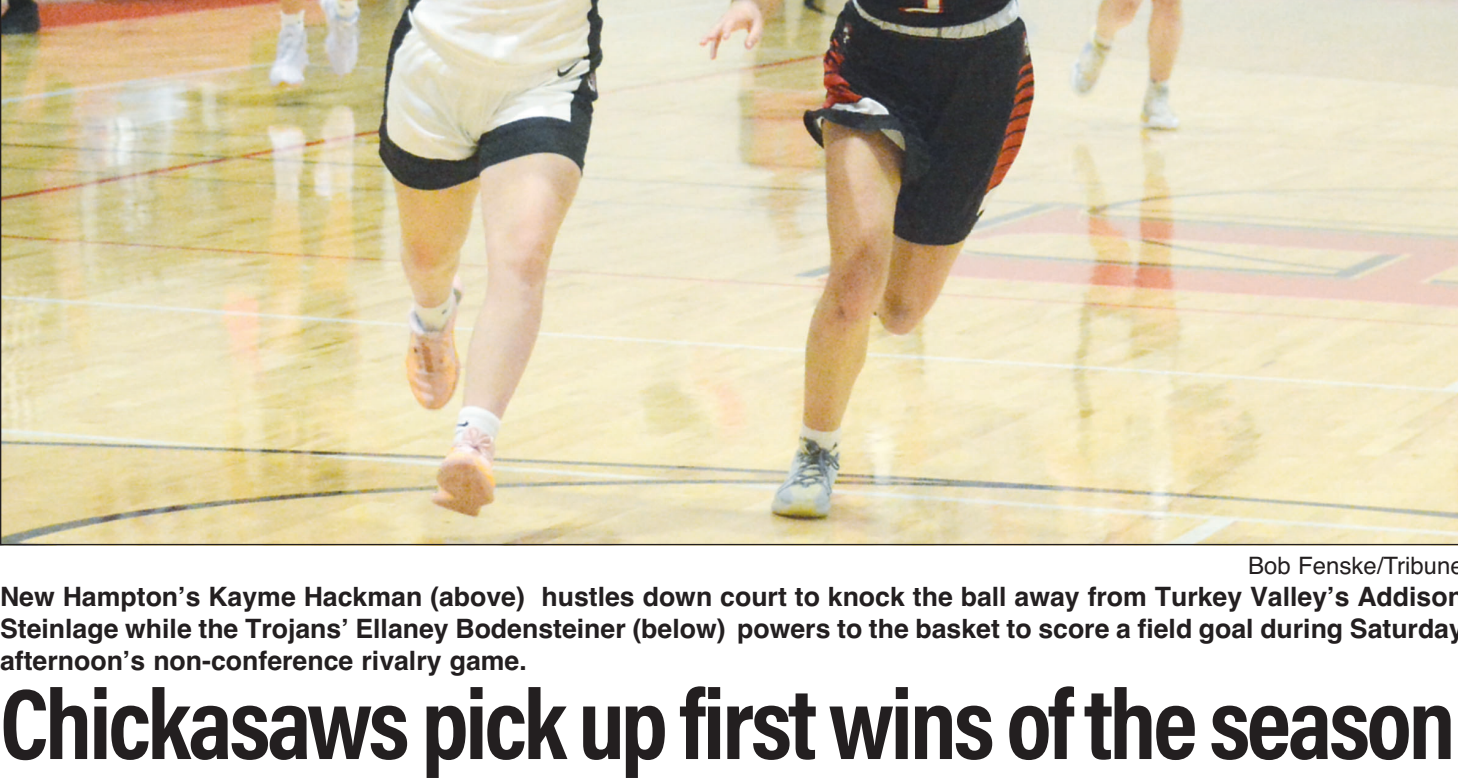 Bob Fenske/Tribune
New Hampton’s Kayme Hackman (above) hustles down court to knock the ball away from Turkey Valley’s Addison
Steinlage while the Trojans’ Ellaney Bodensteiner (below) powers to the basket to score a field goal during Saturday
afternoon’s non-conference rivalry game.
Chickasaws pick up first wins of the season